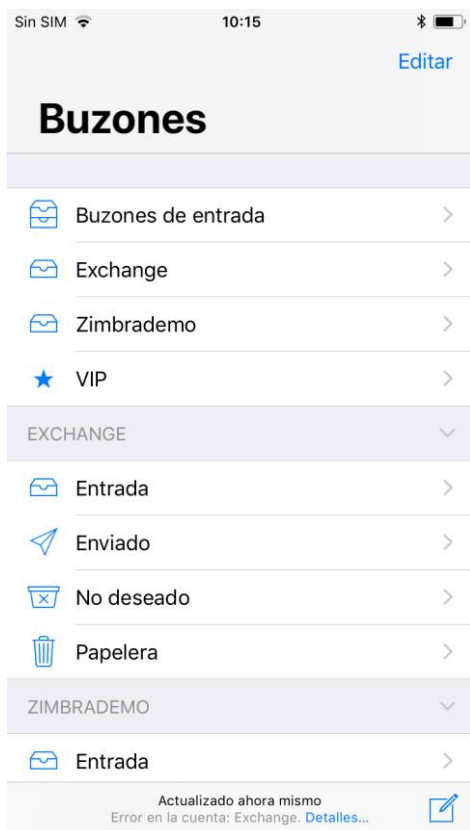 Sin SIM 10:15
Editar
Buzones
Buzones de entrada
Exchange
Zimbrademo
VIP
EXCHANGE
Entrada
Enviado
No deseado
Papelera
ZIMBRADEMO
Entrada
Actualizado ahora mismo
Error en la cuenta: Exchange. Detalles...